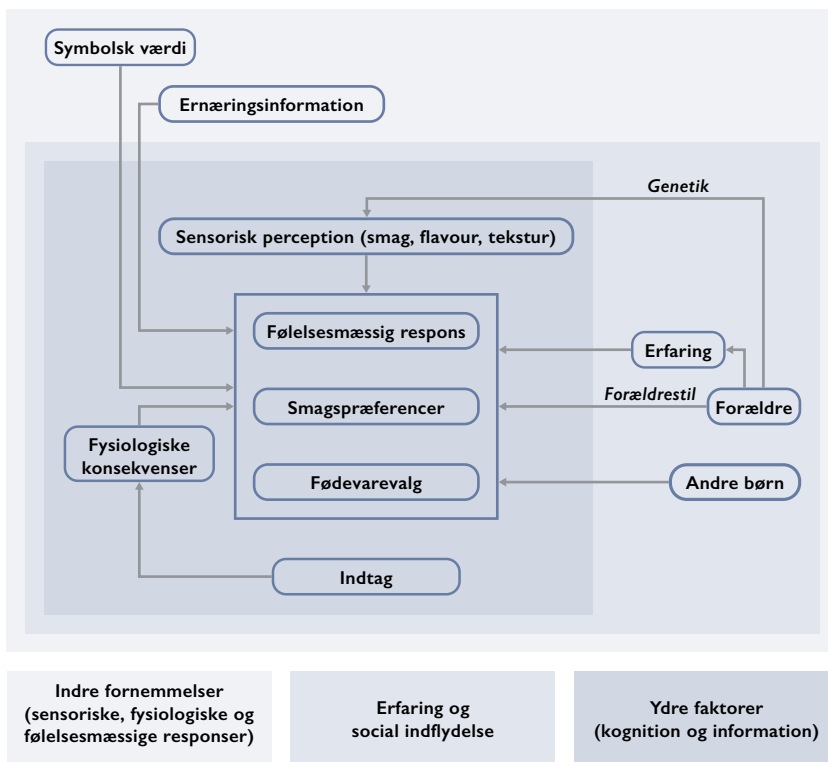 Symbolsk værdi
Ernæringsinformation
Genetik
Sensorisk perception (smag, flavour, tekstur)
Følelsesmæssig respons
Erfaring
Forældrestil
Smagspræferencer
Forældre
Fysiologiske
konsekvenser
Fødevarevalg
Andre børn
Indtag
Indre fornemmelser
(sensoriske, fysiologiske og
følelsesmæssige responser)
Erfaring og
social indflydelse
Ydre faktorer
(kognition og information)